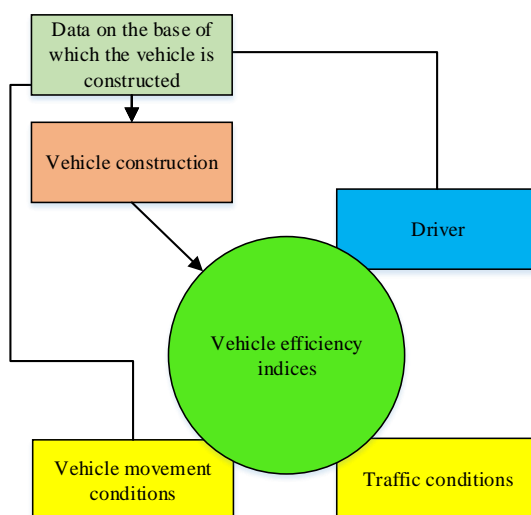 Data on the base of
which the vehicle is
constructed
Vehicle construction
Driver
Vehicle efficiency
indices
Vehicle movement
conditions
Traffic conditions